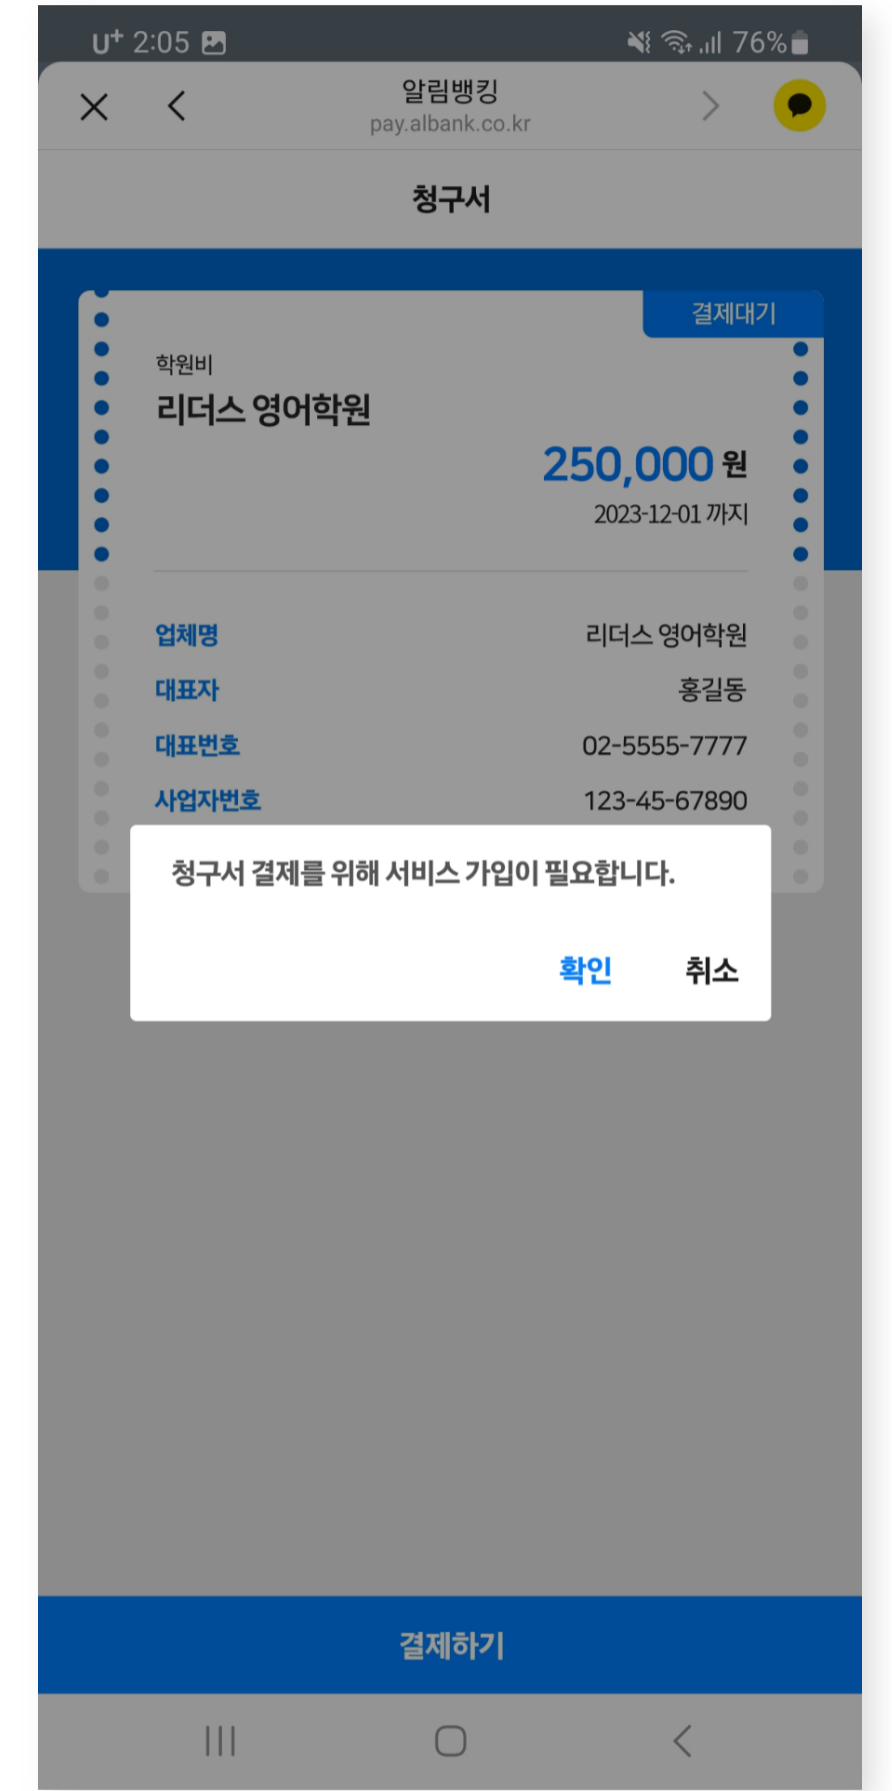 U+ 2:05 76%
알림뱅킹
pay.albank.co.kr
청구서
결제대기
학원비
리더스 영어학원
250,000 원
2023-12-01 까지
업체명 리더스 영어학원
대표자 홍길동
대표번호 02-5555-7777
사업자번호 123-45-67890
청구서 결제를 위해 서비스 가입이 필요합니다.
확인 취소
결제하기